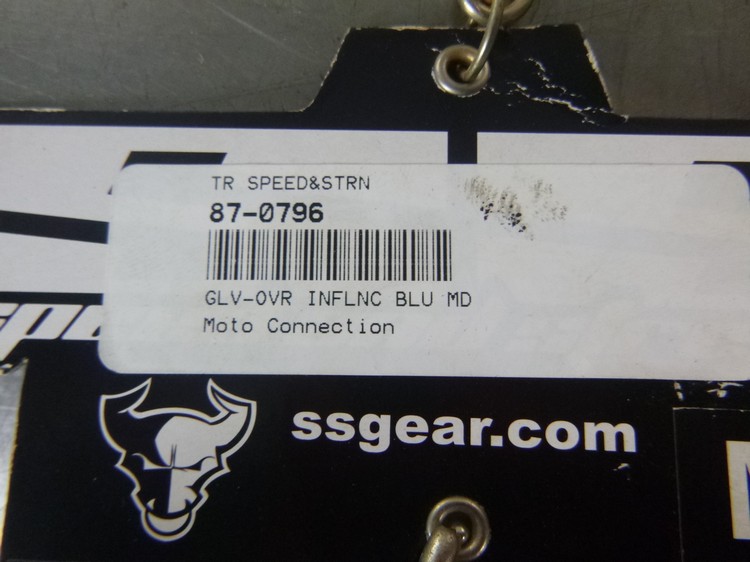 TR SPEED&STRN
87-0796
GLV-OVR INFLNC BLU MD
Moto Connection
ssgear.com